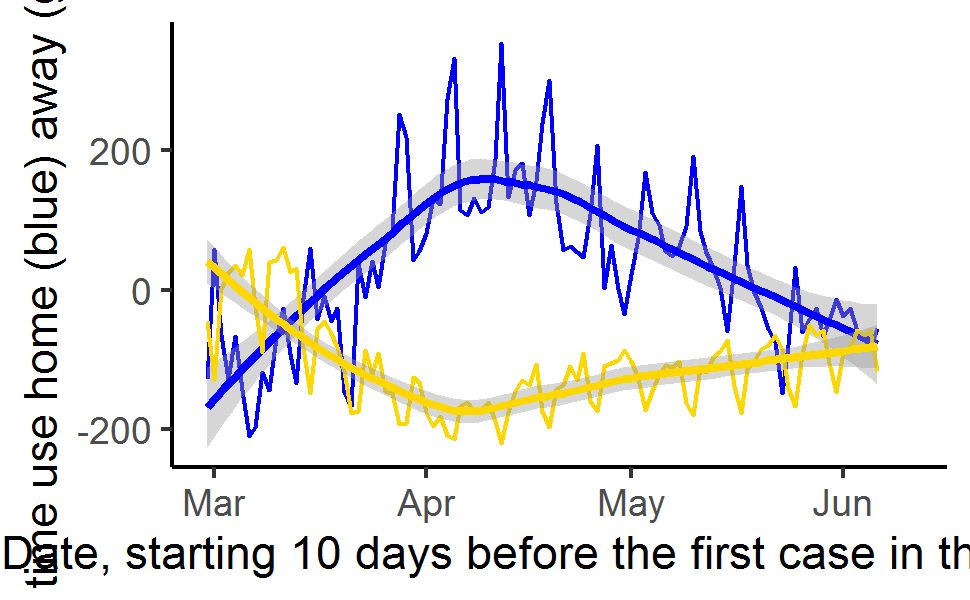 time use home (blue) away (
200
0
-200
Mar Apr May Jun
Date, starting 10 days before the first case in th